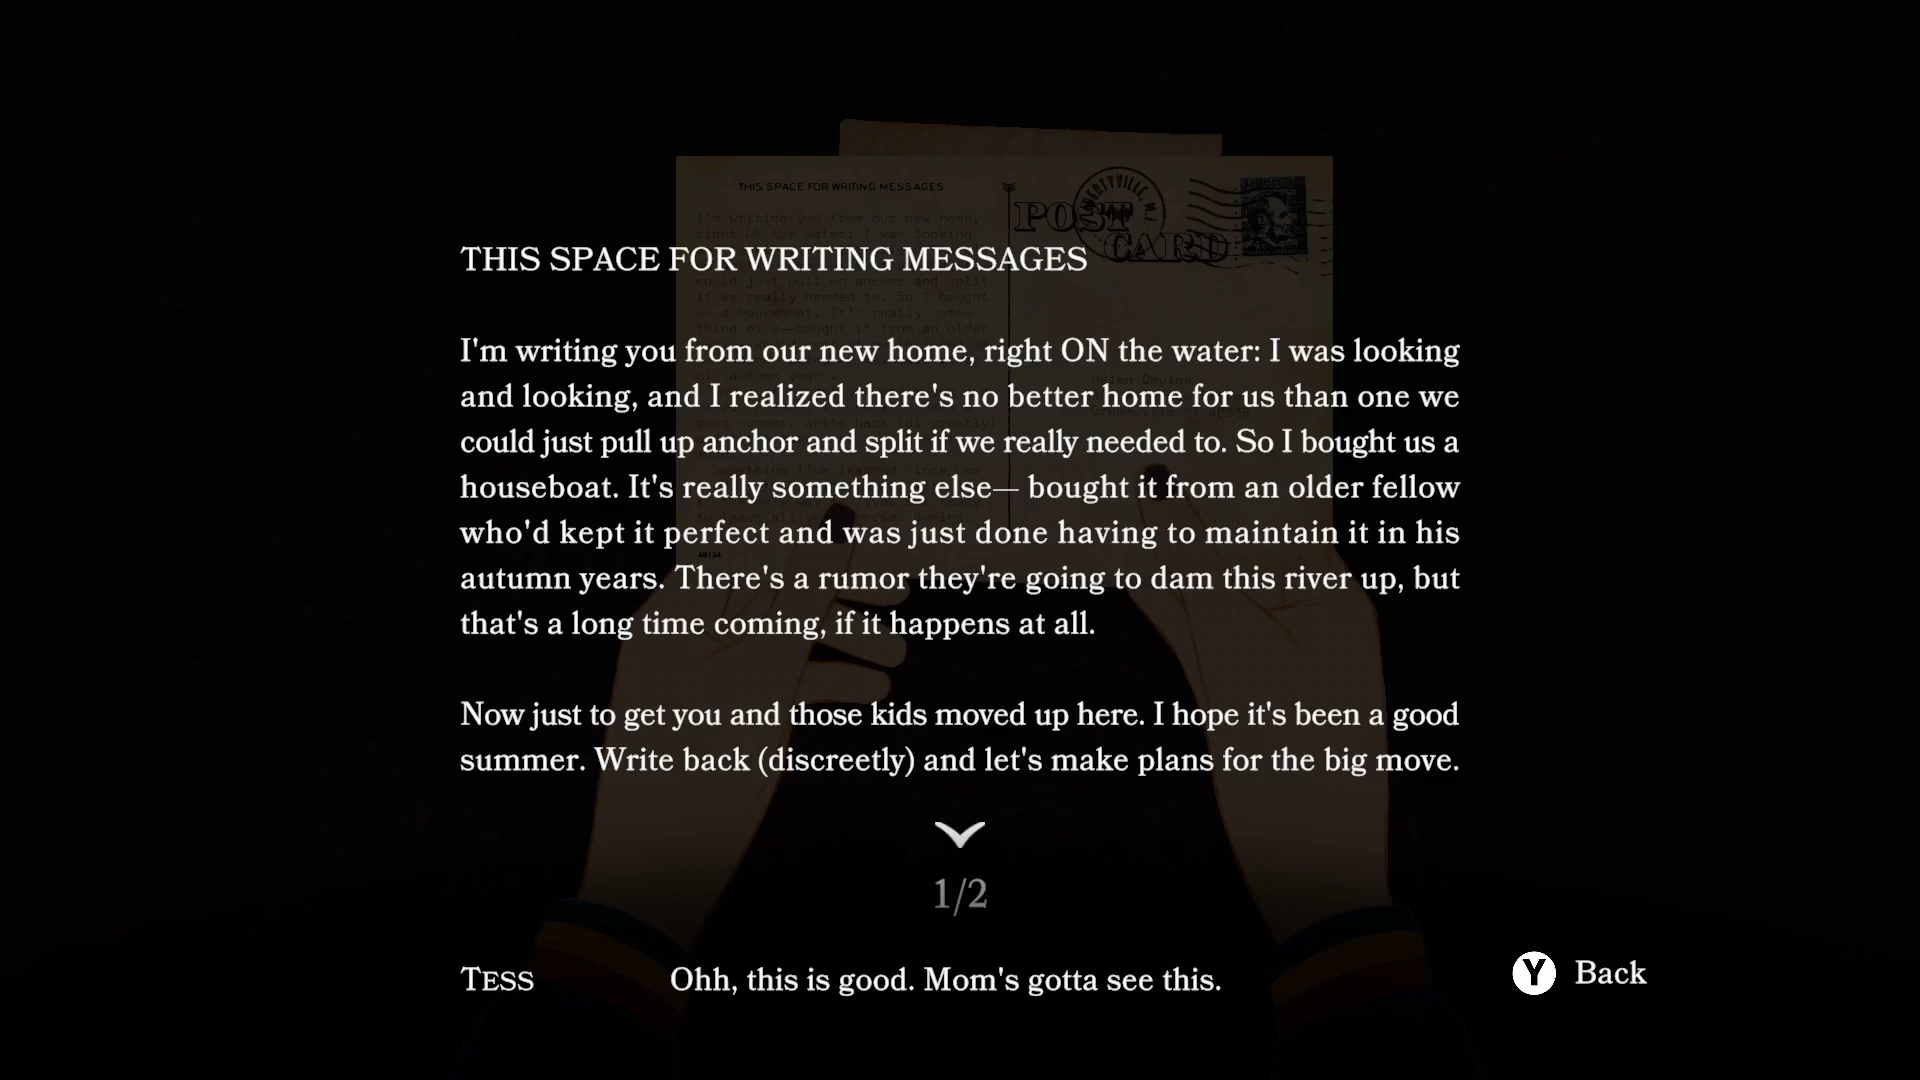 THIS SPACE FOR WRITING MESSAGES
POST
CARD
THIS SPACE FOR WRITING MESSAGES
I'm writing you from our new home, right ON the water: I was looking
and looking, and I realized there's no better home for us than one we
could just pull up anchor and split if we really needed to. So I bought us a
houseboat. It's really something else— bought it from an older fellow
who'd kept it perfect and was just done having to maintain it in his
autumn years. There's a rumor they're going to dam this river up, but
that's a long time coming, if it happens at all.
Now just to get you and those kids moved up here. I hope it's been a good
summer. Write back (discreetly) and let's make plans for the big move.
48134
1/2
TESS Ohh, this is good. Mom's gotta see this.
Y Back